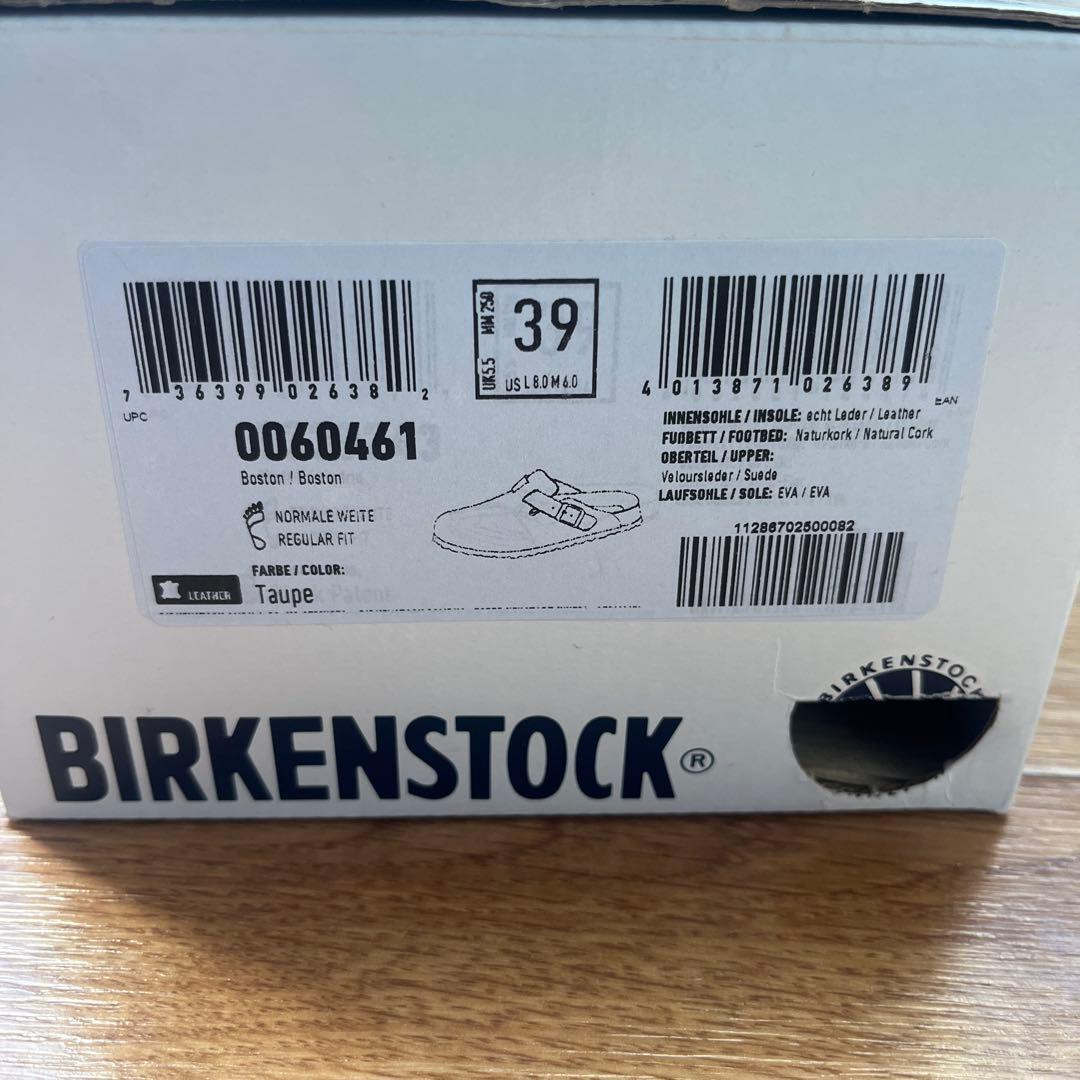 7 36399 02638 2
UPC
0060461
Boston / Boston
NORMALE WEITE
REGULAR FIT
FARBE / COLOR:
Taupe
LEATHER
UK5.5 MM 250
39
US L 8.0 M 6.0
4 013871 026389
EAN
INNENSOHLE / INSOLE: echt Leder / Leather
FUßBETT / FOOTBED: Naturkork / Natural Cork
OBERTEIL / UPPER:
Veloursleder / Suede
LAUFSOHLE / SOLE: EVA / EVA
11286702500082
BIRKENSTOCK®
BIRKENSTOCK